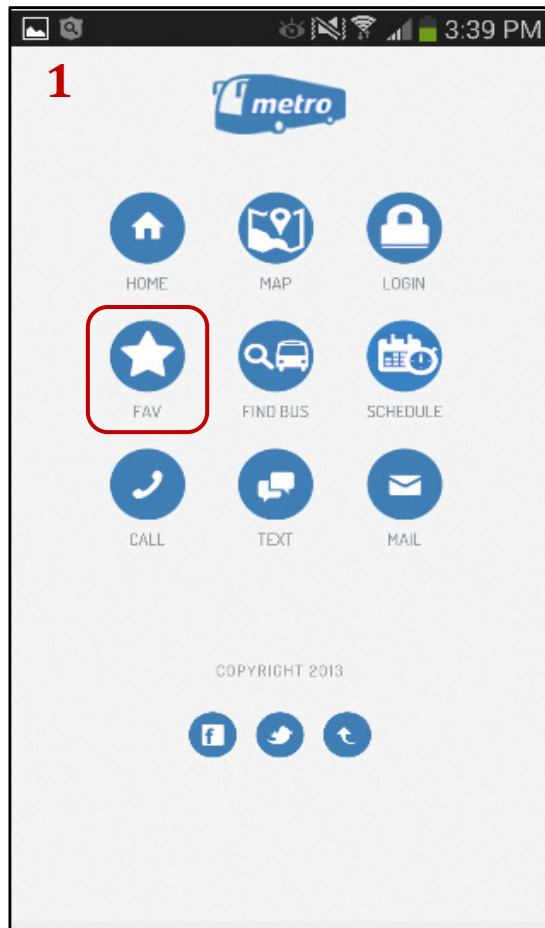 3:39 PM
1
metro
HOME MAP LOGIN
FAV FIND BUS SCHEDULE
CALL TEXT MAIL
COPYRIGHT 2013
f